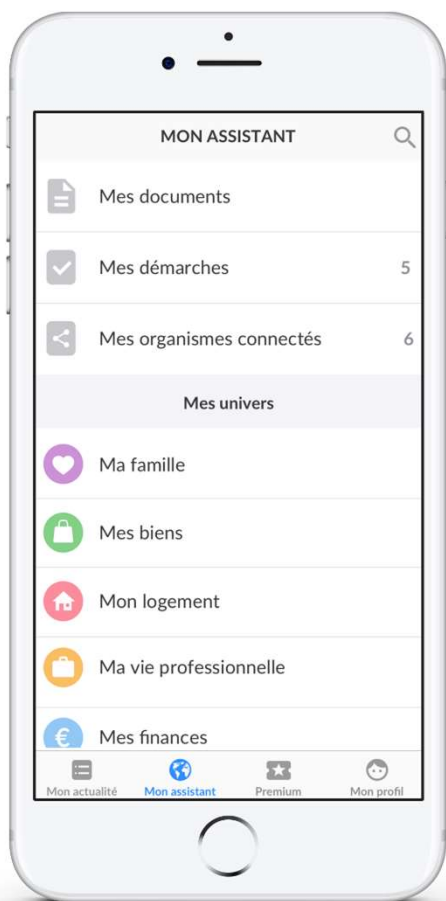 MON ASSISTANT
Mes documents
Mes démarches 5
Mes organismes connectés 6
Mes univers
Ma famille
Mes biens
Mon logement
Ma vie professionnelle
€ Mes finances
Mon actualité Mon assistant Premium Mon profil